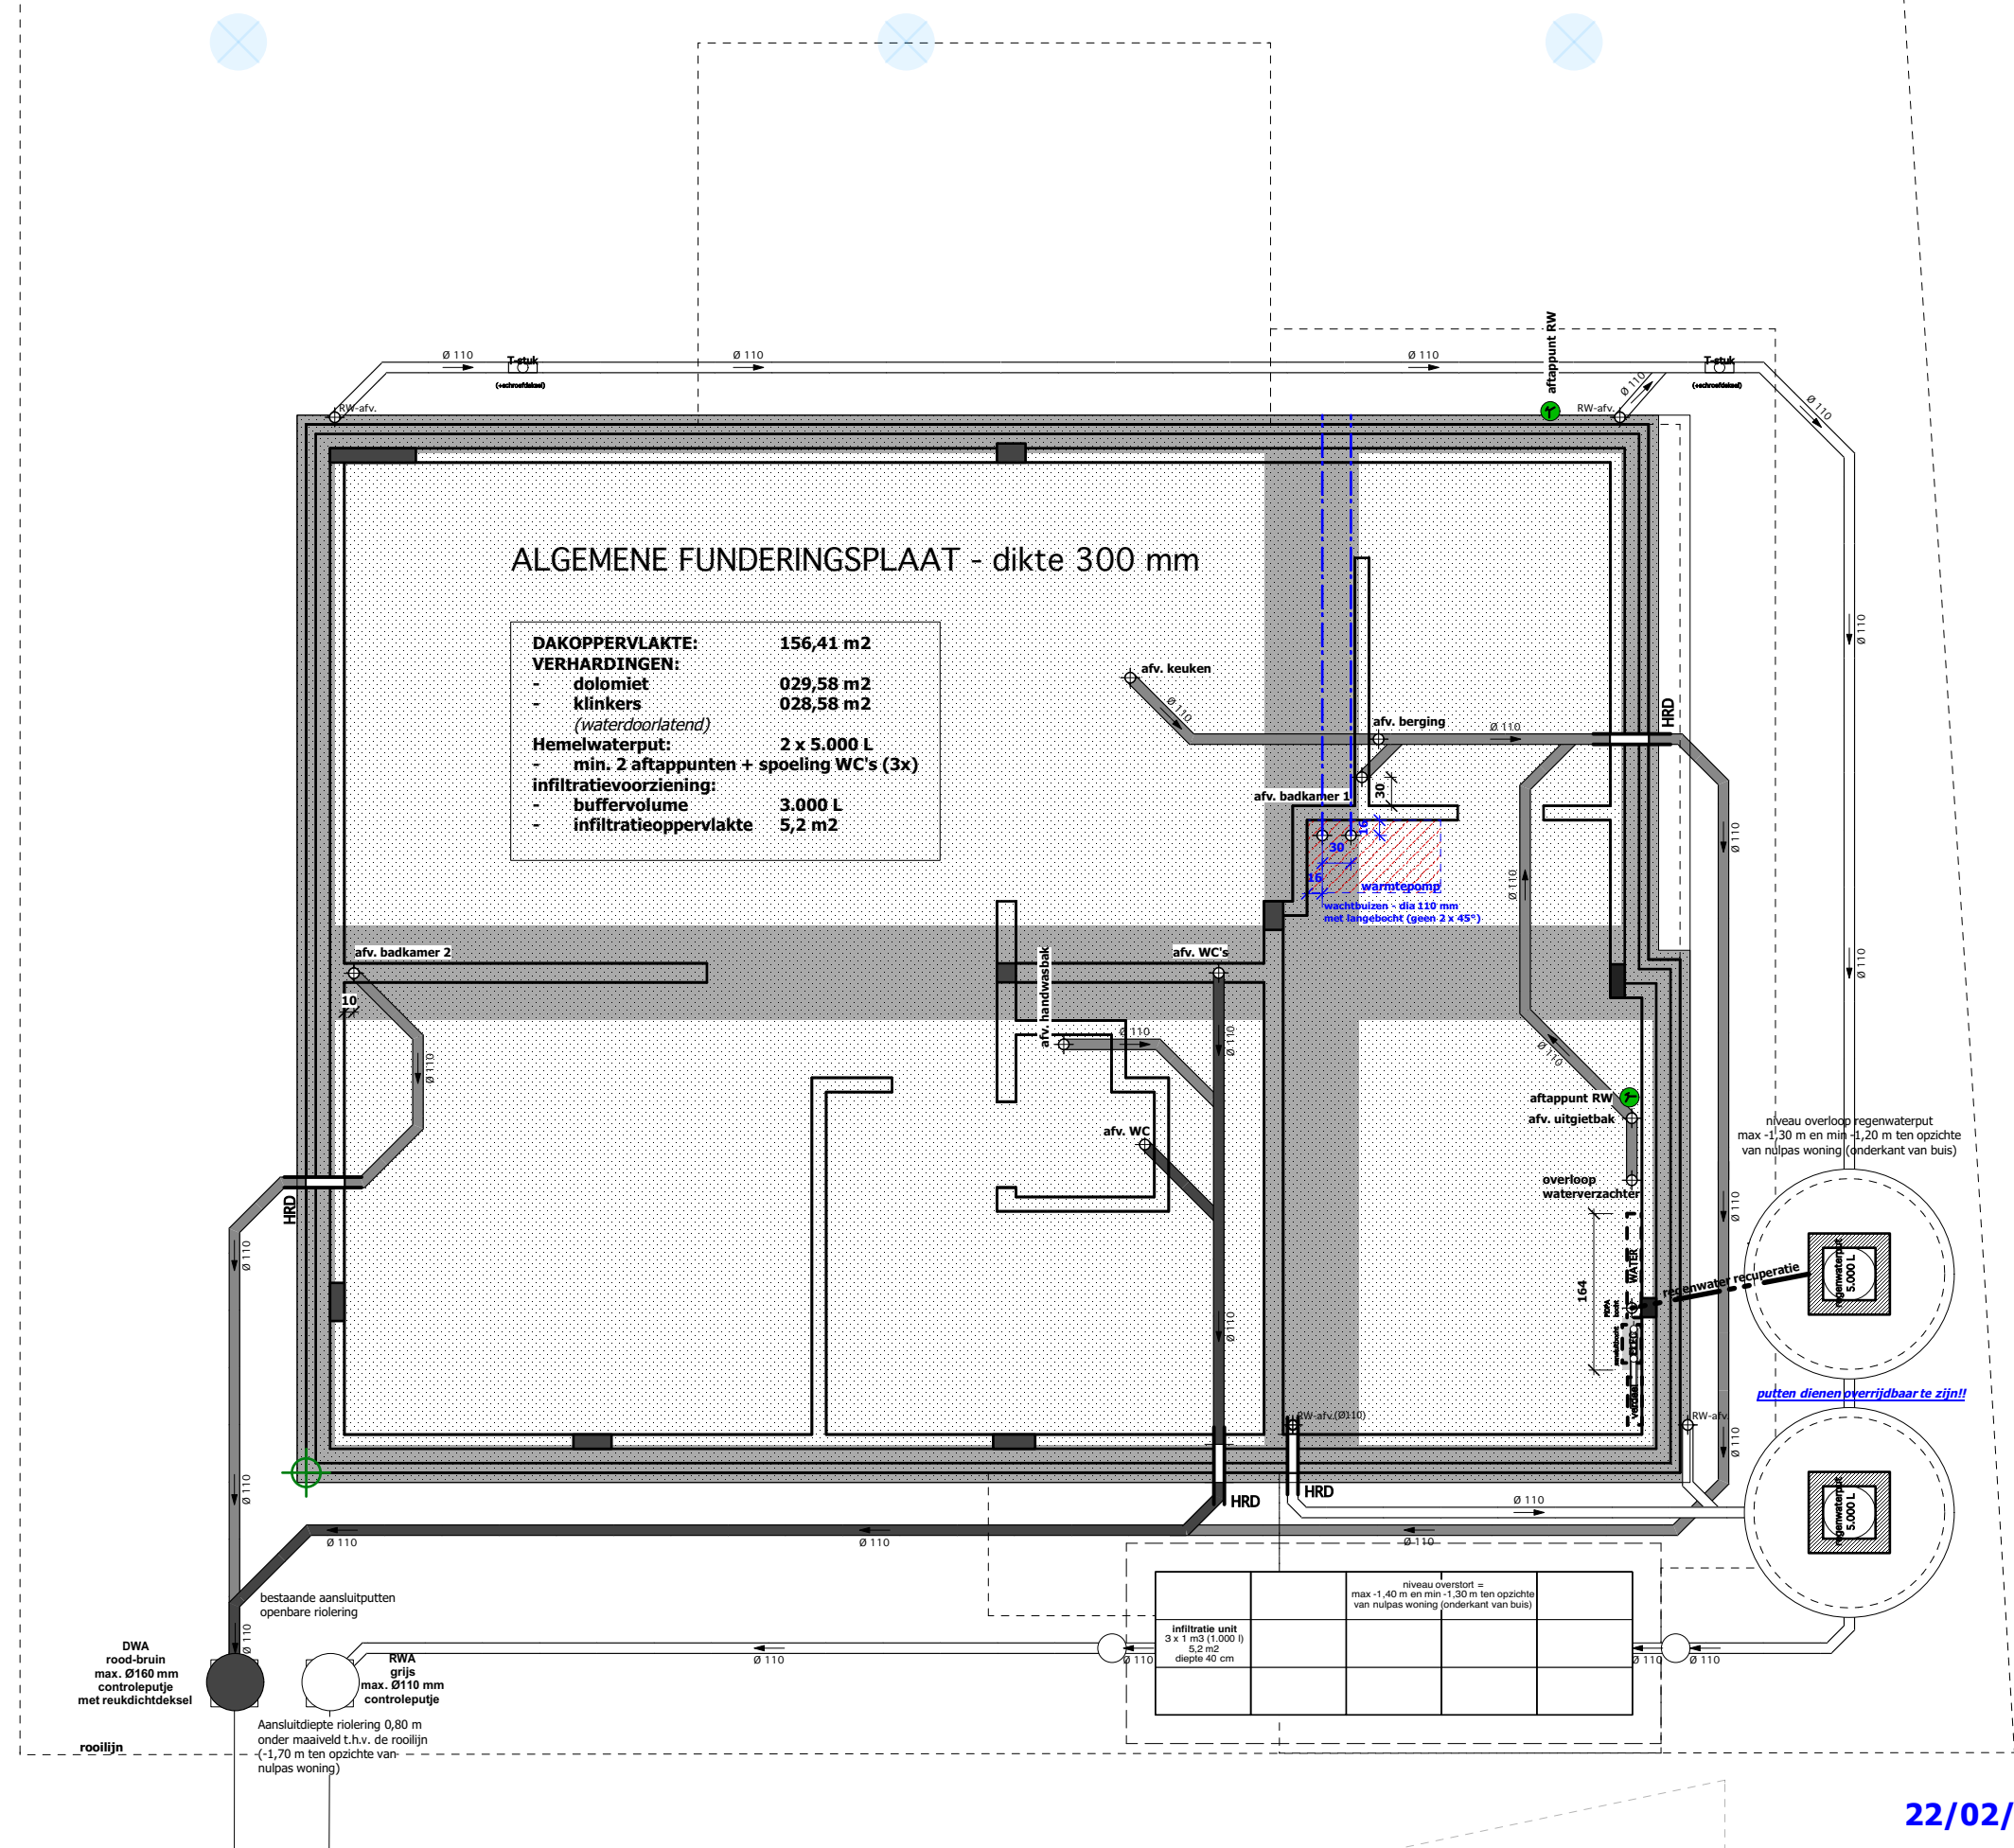 aftappunt RW
Ø 110
T-stuk
(+schroefdeksel)
Ø 110
Ø 110
T-stuk
(+schroefdeksel)
Ø 110
Ø 110
RW-afv.
RW-afv.
ALGEMENE FUNDERINGSPLAAT - dikte 300 mm
DAKOPPERVLAKTE: 156,41 m2
VERHARDINGEN:
- dolomiet 029,58 m2
- klinkers 028,58 m2
(waterdoorlatend)
Hemelwaterput: 2 x 5.000 L
- min. 2 aftappunten + spoeling WC's (3x)
infiltratievoorziening:
- buffervolume 3.000 L
- infiltratieoppervlakte 5,2 m2
Ø 110
afv. keuken
Ø 110
afv. berging
Ø 110
HRD
afv. badkamer 1
30
16
30
16
warmtepomp
wachtbuizen - dia 110 mm
met langebocht (geen 2 x 45°)
Ø 110
Ø 110
Ø 110
afv. badkamer 2
10
afv. WC's
afv. handwasbak
Ø 110
Ø 110
Ø 110
Ø 110
aftappunt RW
afv. uitgietbak
afv. WC
niveau overloop regenwaterput
max -1,30 m en min -1,20 m ten opzichte
van nulpas woning (onderkant van buis)
overloop
waterverzachter
HRD
Ø 110
Ø 110
164
WATER
regenwater recuperatie
regenwaterput
5.000 L
Ø 110
ELEC
putten dienen overrijdbaar te zijn!!
RW-afv.(Ø110)
RW-afv.
Ø 110
Ø 110
HRD
HRD
Ø 110
regenwaterput
5.000 L
Ø 110
Ø 110
Ø 110
bestaande aansluitputten
openbare riolering
niveau overstort =
max -1,40 m en min -1,30 m ten opzichte
van nulpas woning (onderkant van buis)
infiltratie unit
3 x 1 m3 (1.000 l)
5,2 m2
diepte 40 cm
Ø 110
DWA
rood-bruin
max. Ø160 mm
controleputje
met reukdichtdeksel
RWA
grijs
max. Ø110 mm
controleputje
Ø 110
Ø 110
Ø 110
Ø 110
Aansluitdiepte riolering 0,80 m
onder maaiveld t.h.v. de rooilijn
(-1,70 m ten opzichte van
nulpas woning)
rooilijn
22/02/